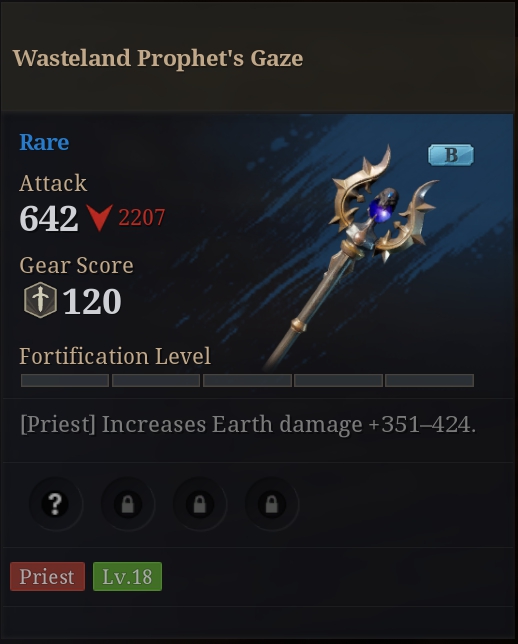 Wasteland Prophet's Gaze
Rare
B
Attack
642 2207
Gear Score
120
Fortification Level
[Priest] Increases Earth damage +351–424.
?
Priest Lv.18